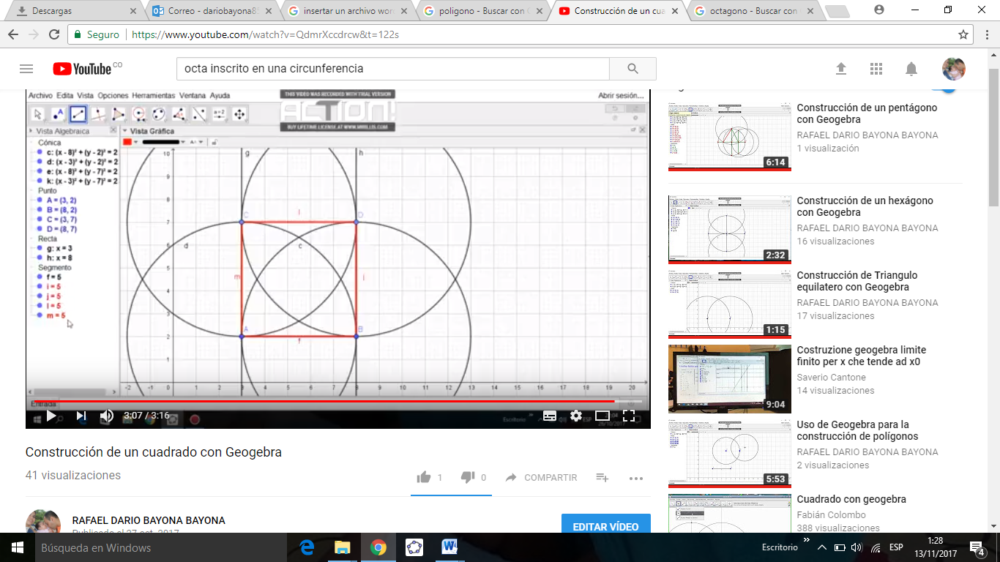 Descargas
Correo - dariobayona85
insertar un archivo wor
poligono - Buscar con G
Construcción de un cua
octagono - Buscar con
Seguro
https://www.youtube.com/watch?v=QdmrXccdrcw&t=122s
YouTube CO
octa inscrito en una circunferencia
Archivo Edita Vista Opciones Herramientas Ventana Ayuda
THIS VIDEO WAS RECORDED WITH TRIAL VERSION
ACTION!
BUY LIFETIME LICENSE AT WWW.MIRILLIS.COM
Abrir sesión...
a=2
Vista Algebraica
Vista Gráfica
Cónica
c: (x - 8)² + (y - 2)² = 2
d: (x - 3)² + (y - 2)² = 2
e: (x - 8)² + (y - 7)² = 2
k: (x - 3)² + (y - 7)² = 2
Punto
A = (3, 2)
B = (8, 2)
C = (3, 7)
D = (8, 7)
Recta
g: x = 3
h: x = 8
Segmento
f = 5
i = 5
j = 5
l = 5
m = 5
10
9
8
7
6
5
4
3
2
1
g
h
C
l
D
d
c
m
j
A
f
B
-2 -1 0 1 2 3 4 5 6 7 8 9 10 11 12 13 14 15 16 17 18 19 20
Entrada:
3:07 / 3:16
Escritorio
ESP
26/10/2017
Construcción de un cuadrado con Geogebra
41 visualizaciones
1
0
COMPARTIR
RAFAEL DARIO BAYONA BAYONA
Publicado el 27 oct. 2017
EDITAR VÍDEO
6:14
Construcción de un pentágono
con Geogebra
RAFAEL DARIO BAYONA BAYONA
1 visualización
2:32
Construcción de un hexágono
con Geogebra
RAFAEL DARIO BAYONA BAYONA
16 visualizaciones
1:15
Construcción de Triangulo
equilatero con Geogebra
RAFAEL DARIO BAYONA BAYONA
17 visualizaciones
9:04
Costruzione geogebra limite
finito per x che tende ad x0
Saverio Cantone
14 visualizaciones
5:53
Uso de Geogebra para la
construcción de polígonos
RAFAEL DARIO BAYONA BAYONA
2 visualizaciones
Cuadrado con geogebra
Fabián Colombo
388 visualizaciones
Búsqueda en Windows
Escritorio
ESP
1:28
13/11/2017
4